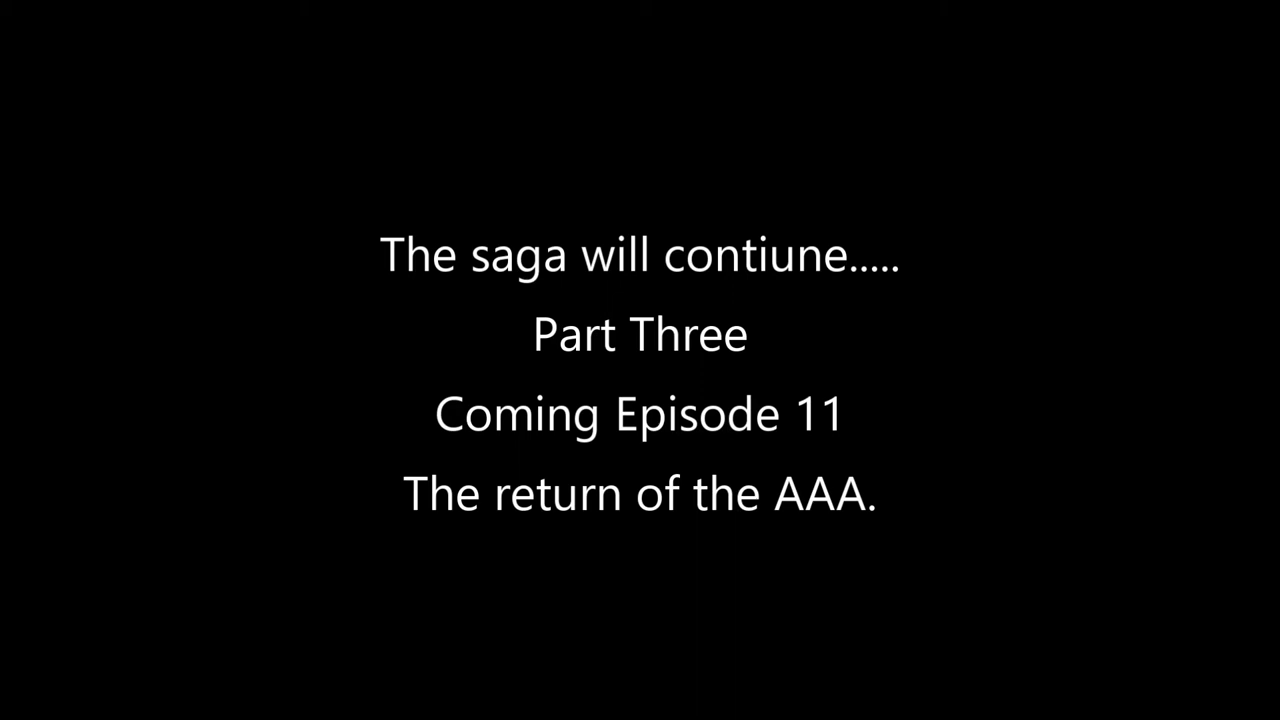 The saga will contiune.....
Part Three
Coming Episode 11
The return of the AAA.